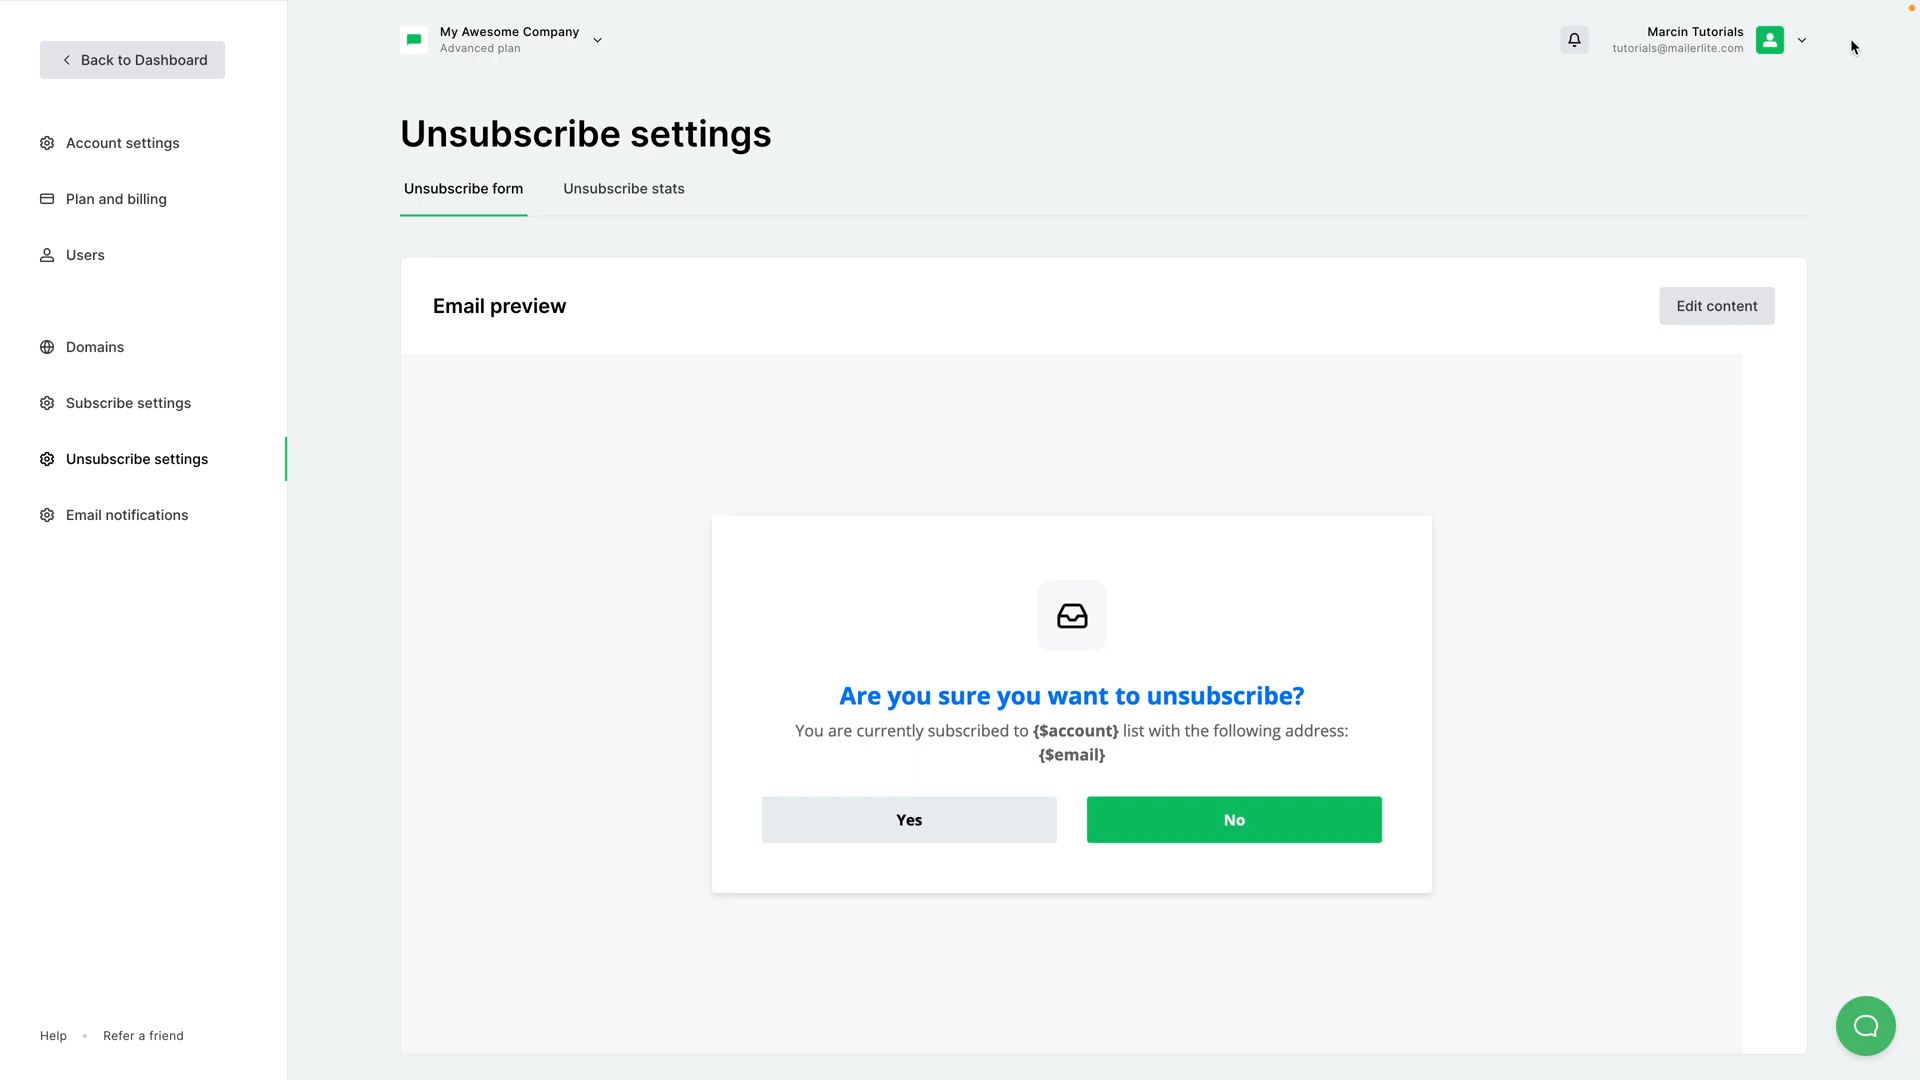 Back to Dashboard
Account settings
Plan and billing
Users
Domains
Subscribe settings
Unsubscribe settings
Email notifications
Help
Refer a friend
My Awesome Company
Advanced plan
Marcin Tutorials
tutorials@mailerlite.com
Unsubscribe settings
Unsubscribe form
Unsubscribe stats
Email preview
Edit content
Are you sure you want to unsubscribe?
You are currently subscribed to {$account} list with the following address:
{$email}
Yes
No